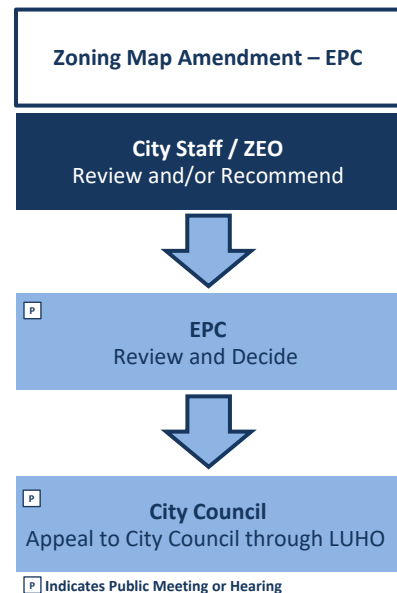 Zoning Map Amendment – EPC
City Staff / ZEO
Review and/or Recommend
P
EPC
Review and Decide
P
City Council
Appeal to City Council through LUHO
P Indicates Public Meeting or Hearing